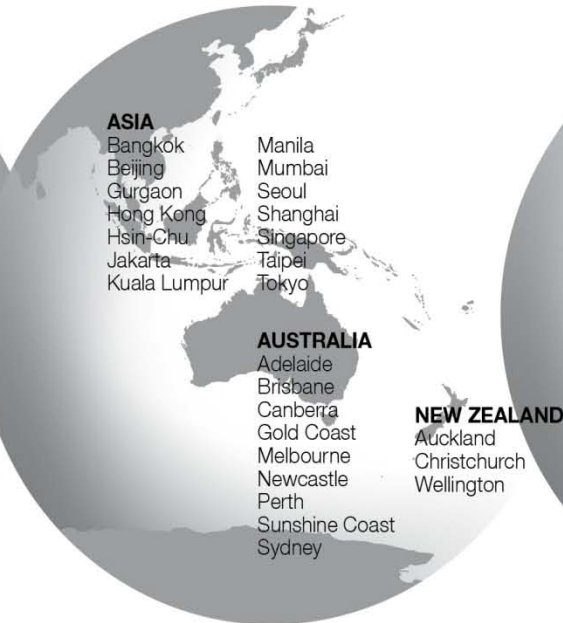 ASIA
Bangkok
Beijing
Gurgaon
Hong Kong
Hsin-Chu
Jakarta
Kuala Lumpur
Manila
Mumbai
Seoul
Shanghai
Singapore
Taipei
Tokyo
AUSTRALIA
Adelaide
Brisbane
Canberra
Gold Coast
Melbourne
Newcastle
Perth
Sunshine Coast
Sydney
NEW ZEALAND
Auckland
Christchurch
Wellington